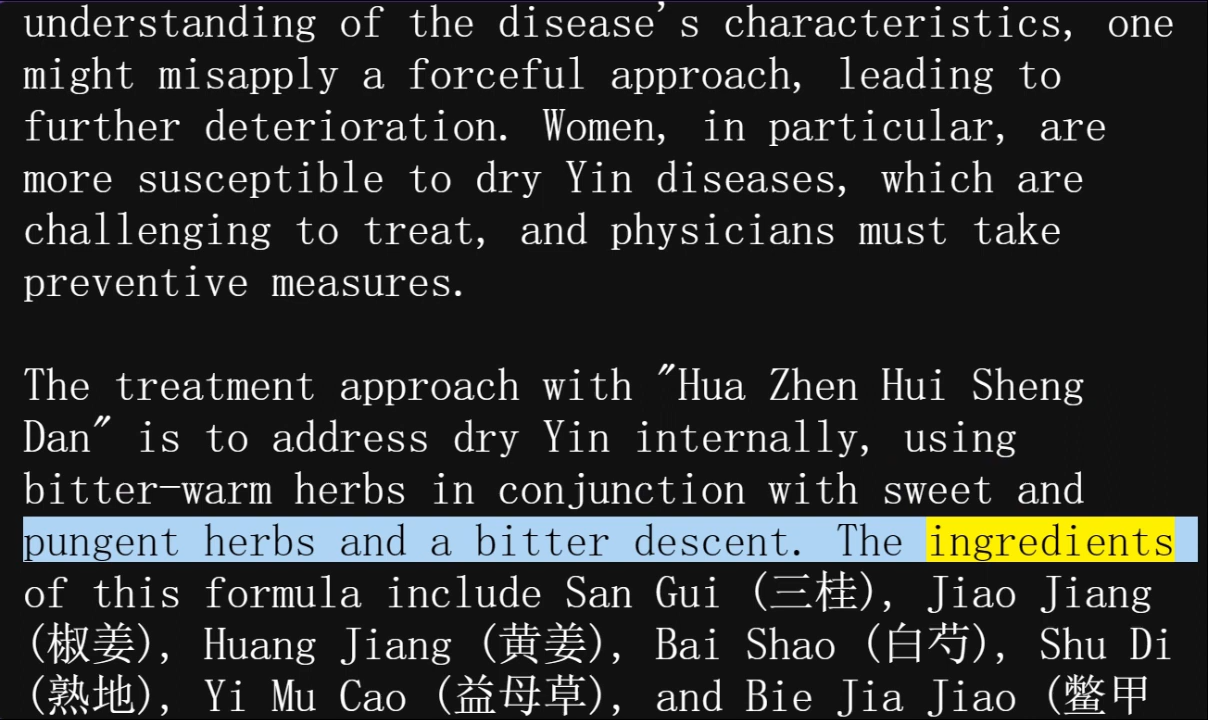 understanding of the disease's characteristics, one
might misapply a forceful approach, leading to
further deterioration. Women, in particular, are
more susceptible to dry Yin diseases, which are
challenging to treat, and physicians must take
preventive measures.
The treatment approach with "Hua Zhen Hui Sheng
Dan" is to address dry Yin internally, using
bitter-warm herbs in conjunction with sweet and
pungent herbs and a bitter descent. The ingredients
of this formula include San Gui (三桂), Jiao Jiang
(椒姜), Huang Jiang (黄姜), Bai Shao (白芍), Shu Di
(熟地), Yi Mu Cao (益母草), and Bie Jia Jiao (鳖甲